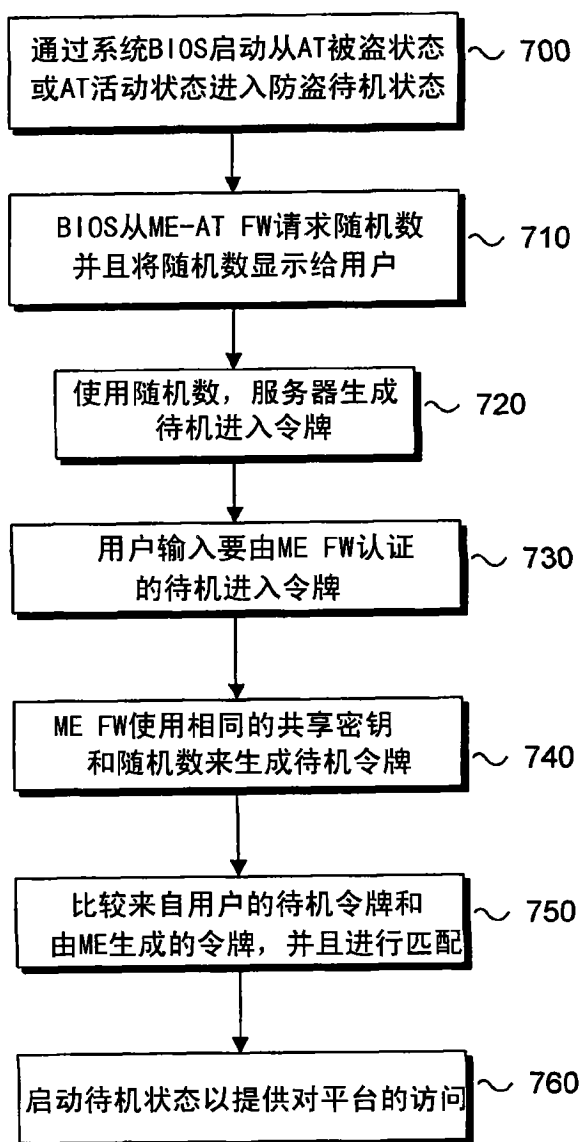 通过系统BIOS启动从AT被盗状态
或AT活动状态进入防盗待机状态
700
BIOS从ME-AT FW请求随机数
并且将随机数显示给用户
710
使用随机数，服务器生成
待机进入令牌
720
用户输入要由ME FW认证
的待机进入令牌
730
ME FW使用相同的共享密钥
和随机数来生成待机令牌
740
比较来自用户的待机令牌和
由ME生成的令牌，并且进行匹配
750
启动待机状态以提供对平台的访问
760